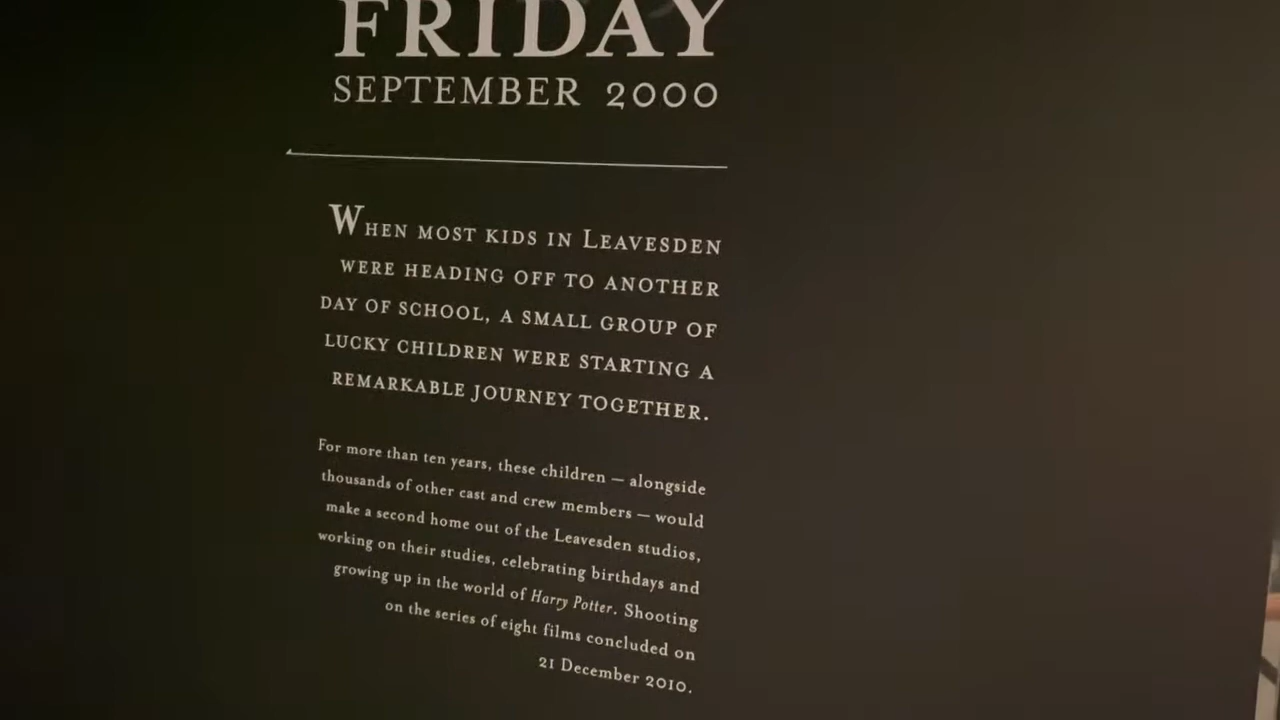 FRIDAY
SEPTEMBER 2000
WHEN MOST KIDS IN LEAVESDEN
WERE HEADING OFF TO ANOTHER
DAY OF SCHOOL, A SMALL GROUP OF
LUCKY CHILDREN WERE STARTING A
REMARKABLE JOURNEY TOGETHER.
For more than ten years, these children — alongside
thousands of other cast and crew members — would
make a second home out of the Leavesden studios,
working on their studies, celebrating birthdays and
growing up in the world of Harry Potter. Shooting
on the series of eight films concluded on
21 December 2010.